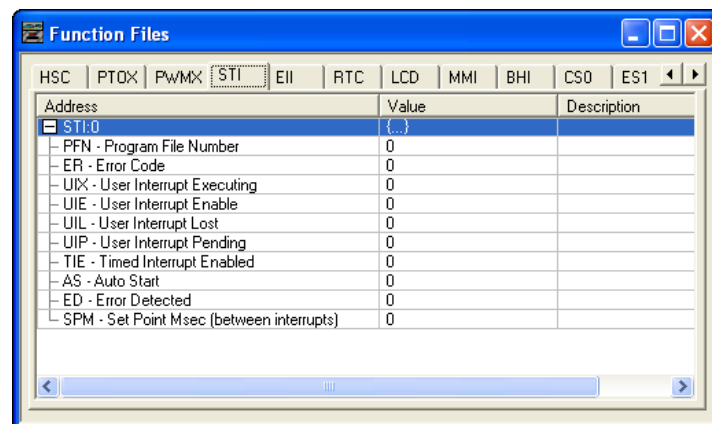 Function Files
HSC PTOX PWMX STI EII RTC LCD MMI BHI CS0 ES1
Address Value Description
STI:0 {...}
PFN - Program File Number 0
ER - Error Code 0
UIX - User Interrupt Executing 0
UIE - User Interrupt Enable 0
UIL - User Interrupt Lost 0
UIP - User Interrupt Pending 0
TIE - Timed Interrupt Enabled 0
AS - Auto Start 0
ED - Error Detected 0
SPM - Set Point Msec (between interrupts) 0